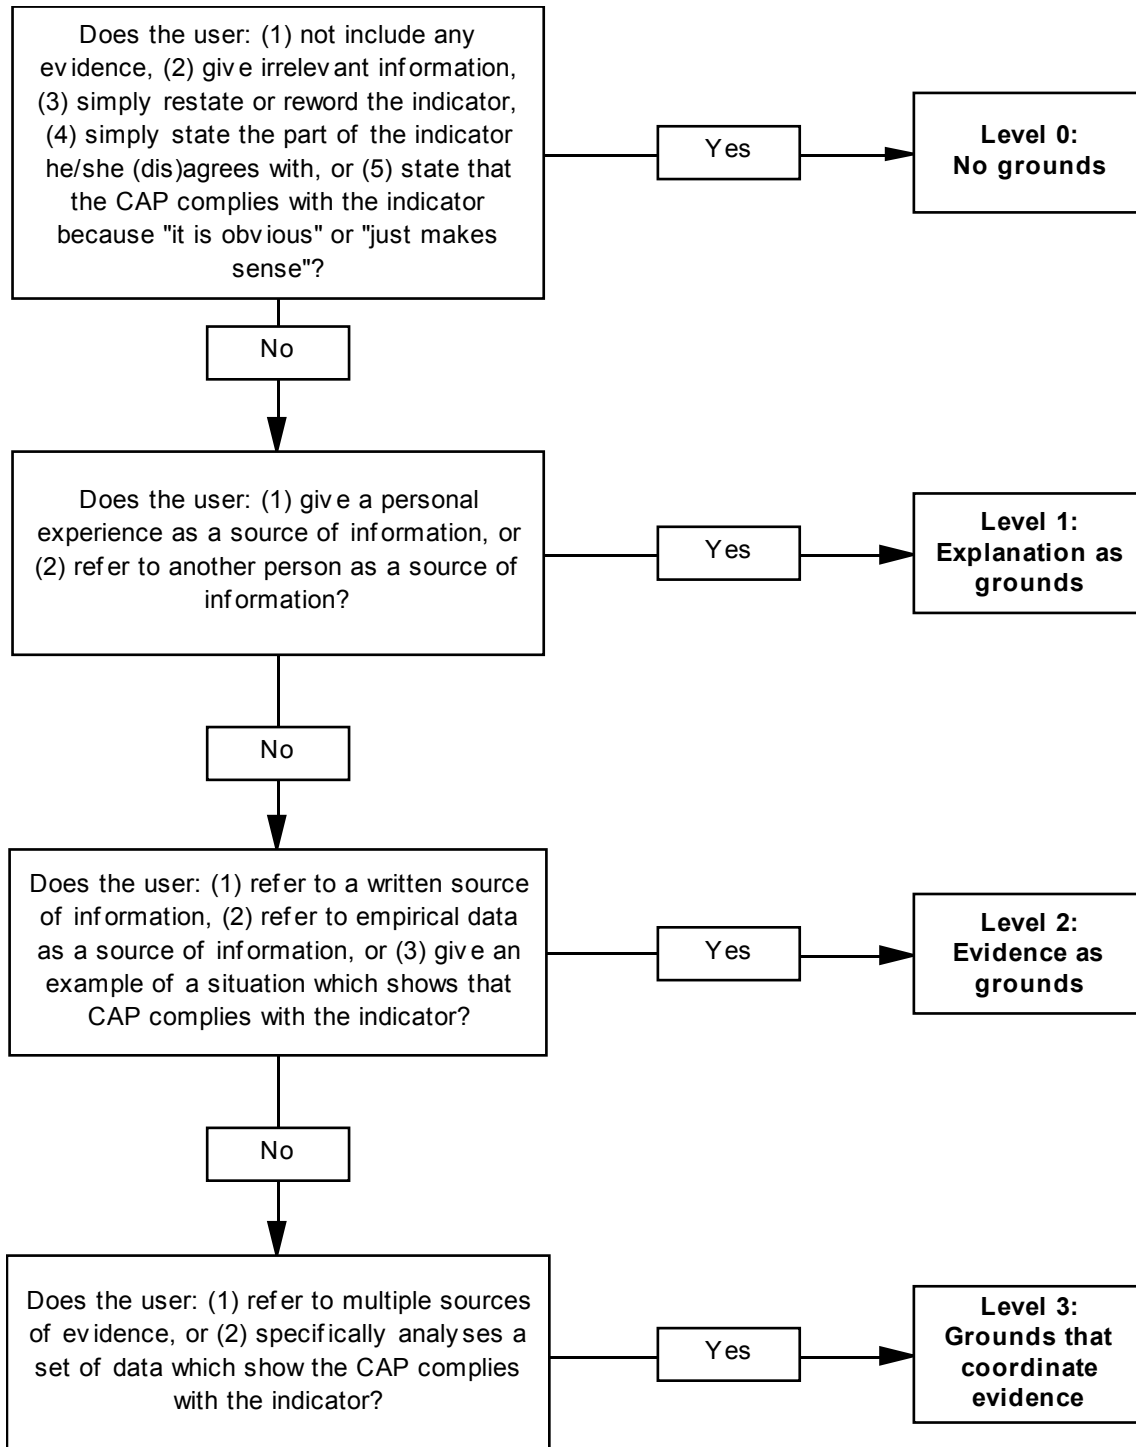 Does the user: (1) not include any
evidence, (2) give irrelevant information,
(3) simply restate or reword the indicator,
(4) simply state the part of the indicator
he/she (dis)agrees with, or (5) state that
the CAP complies with the indicator
because "it is obvious" or "just makes
sense"?
Yes
Level 0:
No grounds
No
Does the user: (1) give a personal
experience as a source of information, or
(2) refer to another person as a source of
information?
Yes
Level 1:
Explanation as
grounds
No
Does the user: (1) refer to a written source
of information, (2) refer to empirical data
as a source of information, or (3) give an
example of a situation which shows that
CAP complies with the indicator?
Yes
Level 2:
Evidence as
grounds
No
Does the user: (1) refer to multiple sources
of evidence, or (2) specifically analyses a
set of data which show the CAP complies
with the indicator?
Yes
Level 3:
Grounds that
coordinate
evidence